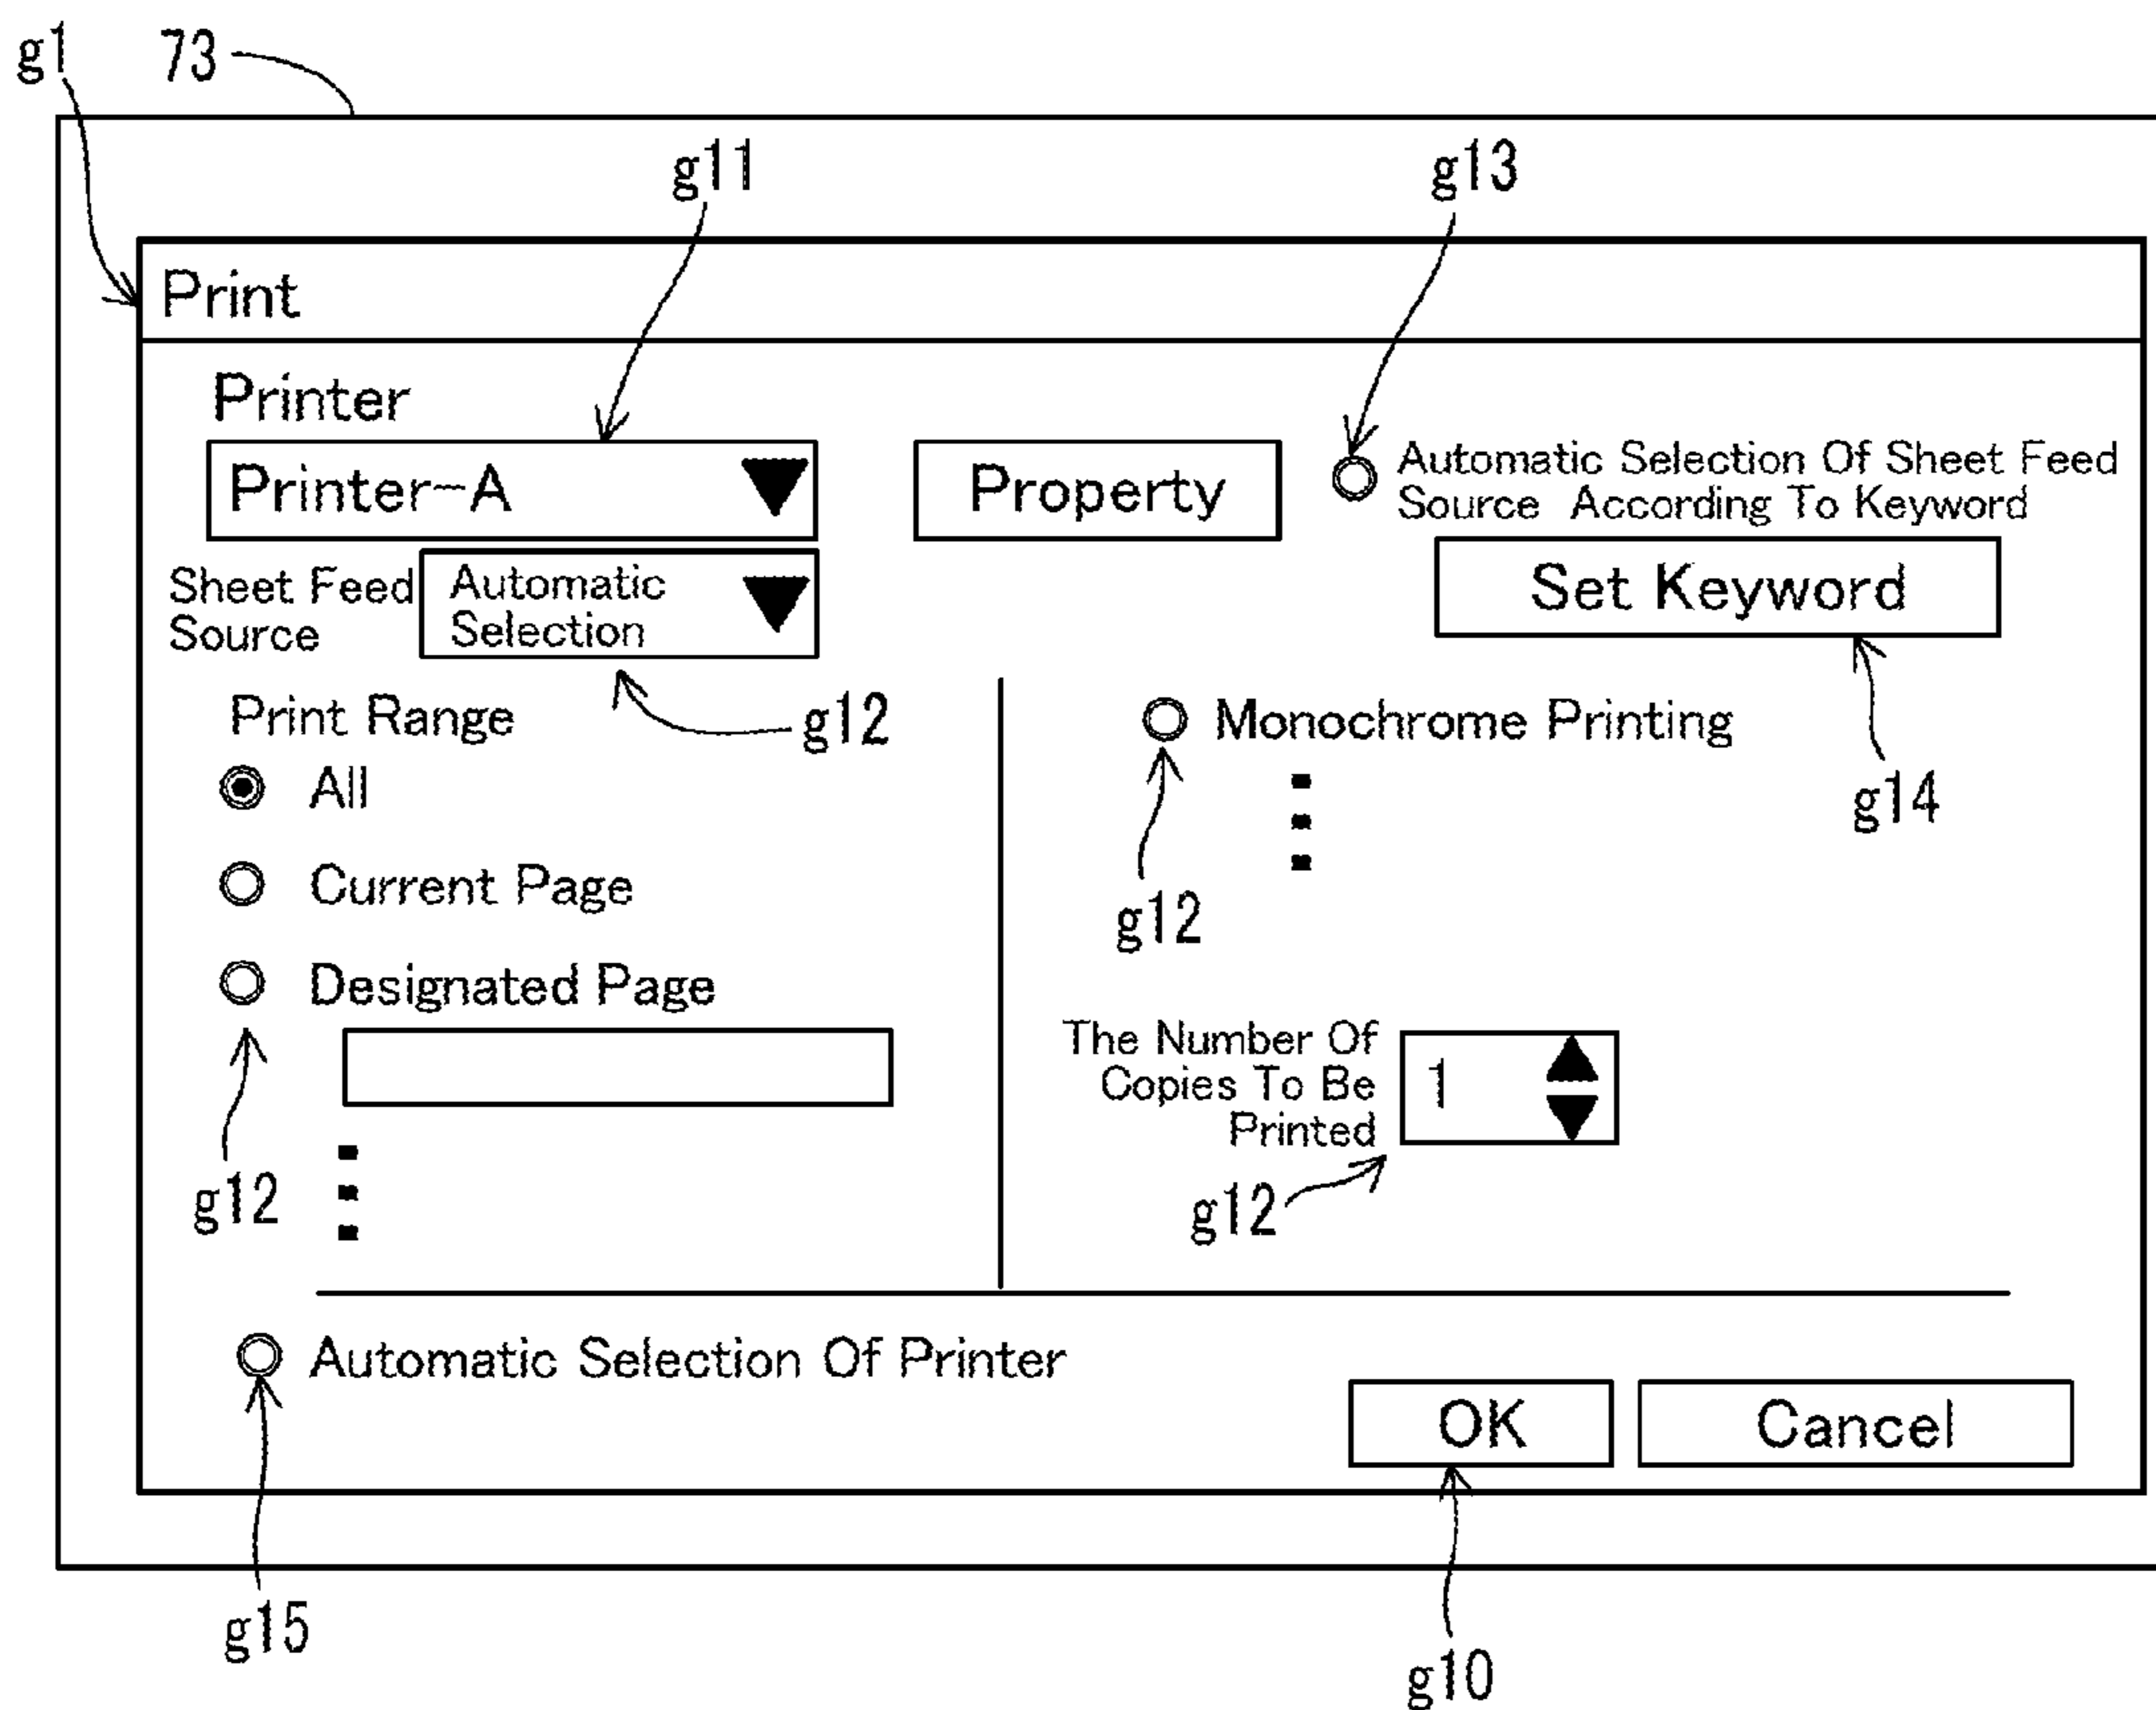 g1
73
g11
g13
Print
Printer
Printer-A
Property
Automatic Selection Of Sheet Feed
Source According To Keyword
Sheet Feed
Source
Automatic
Selection
Set Keyword
Print Range
g12
Monochrome Printing
All
g14
Current Page
g12
Designated Page
The Number Of
Copies To Be
Printed
1
g12
g12
Automatic Selection Of Printer
OK
Cancel
g15
g10